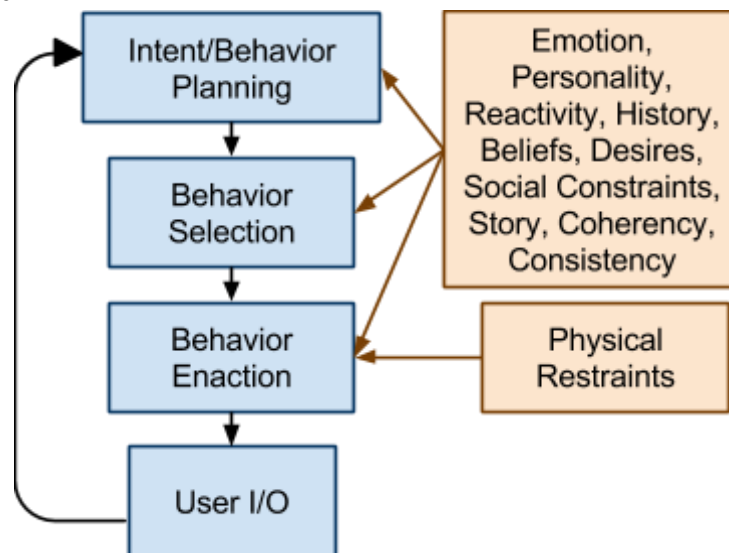 Intent/Behavior
Planning
Behavior
Selection
Behavior
Enaction
User I/O
Emotion,
Personality,
Reactivity, History,
Beliefs, Desires,
Social Constraints,
Story, Coherency,
Consistency
Physical
Restraints